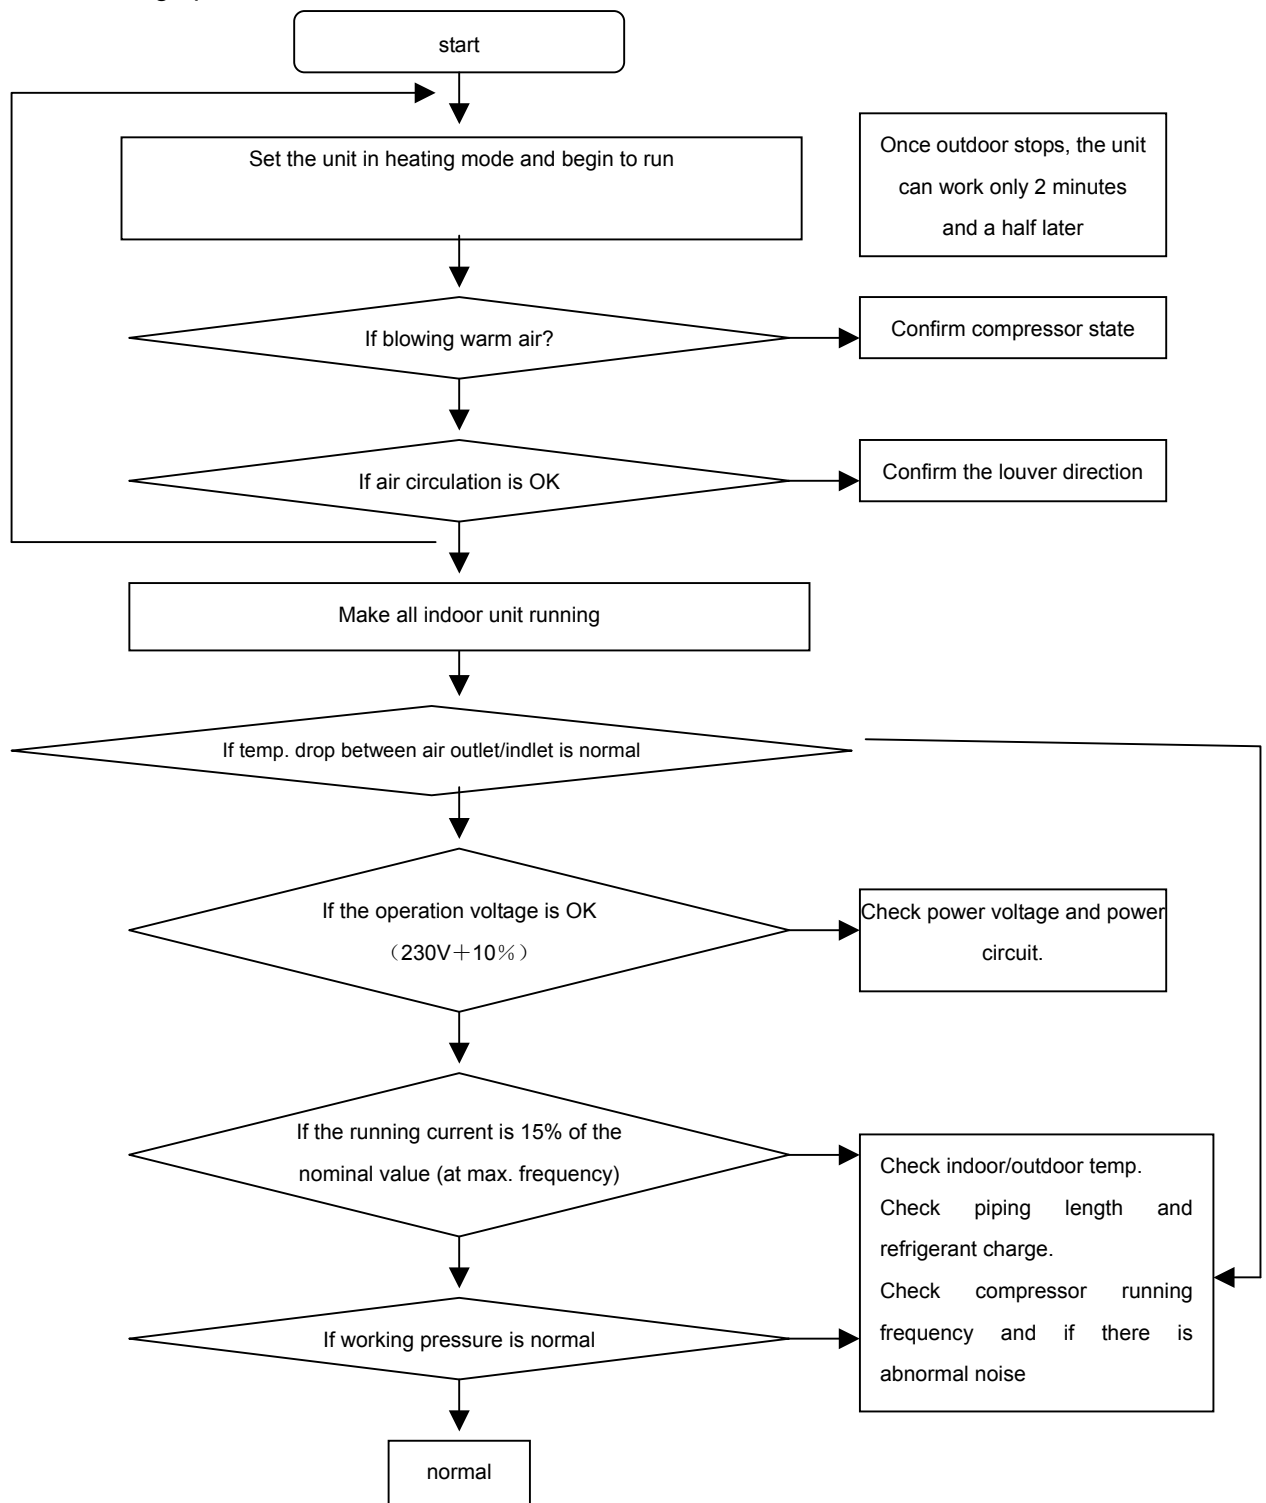 start
Set the unit in heating mode and begin to run
Once outdoor stops, the unit
can work only 2 minutes
and a half later
If blowing warm air?
Confirm compressor state
If air circulation is OK
Confirm the louver direction
Make all indoor unit running
If temp. drop between air outlet/indlet is normal
If the operation voltage is OK
（230V＋10％）
Check power voltage and power
circuit.
If the running current is 15% of the
nominal value (at max. frequency)
Check indoor/outdoor temp.
Check piping length and
refrigerant charge.
Check compressor running
frequency and if there is
abnormal noise
If working pressure is normal
normal